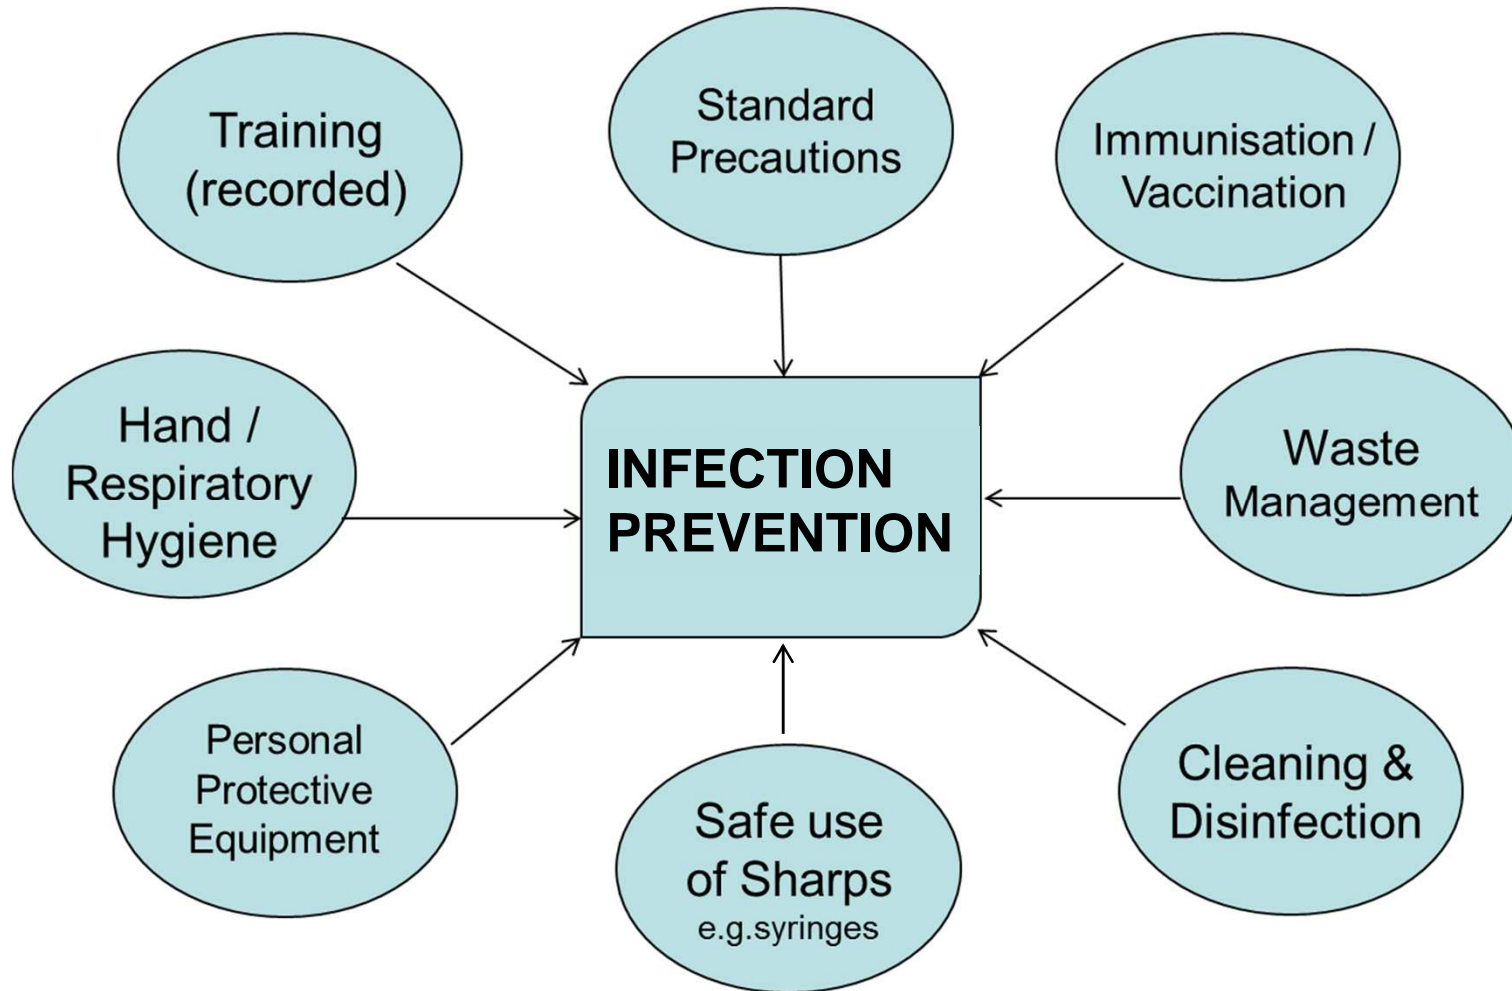 Training
(recorded)
Standard
Precautions
Immunisation /
Vaccination
Hand /
Respiratory
Hygiene
INFECTION
PREVENTION
Waste
Management
Personal
Protective
Equipment
Safe use
of Sharps
e.g.syringes
Cleaning &
Disinfection